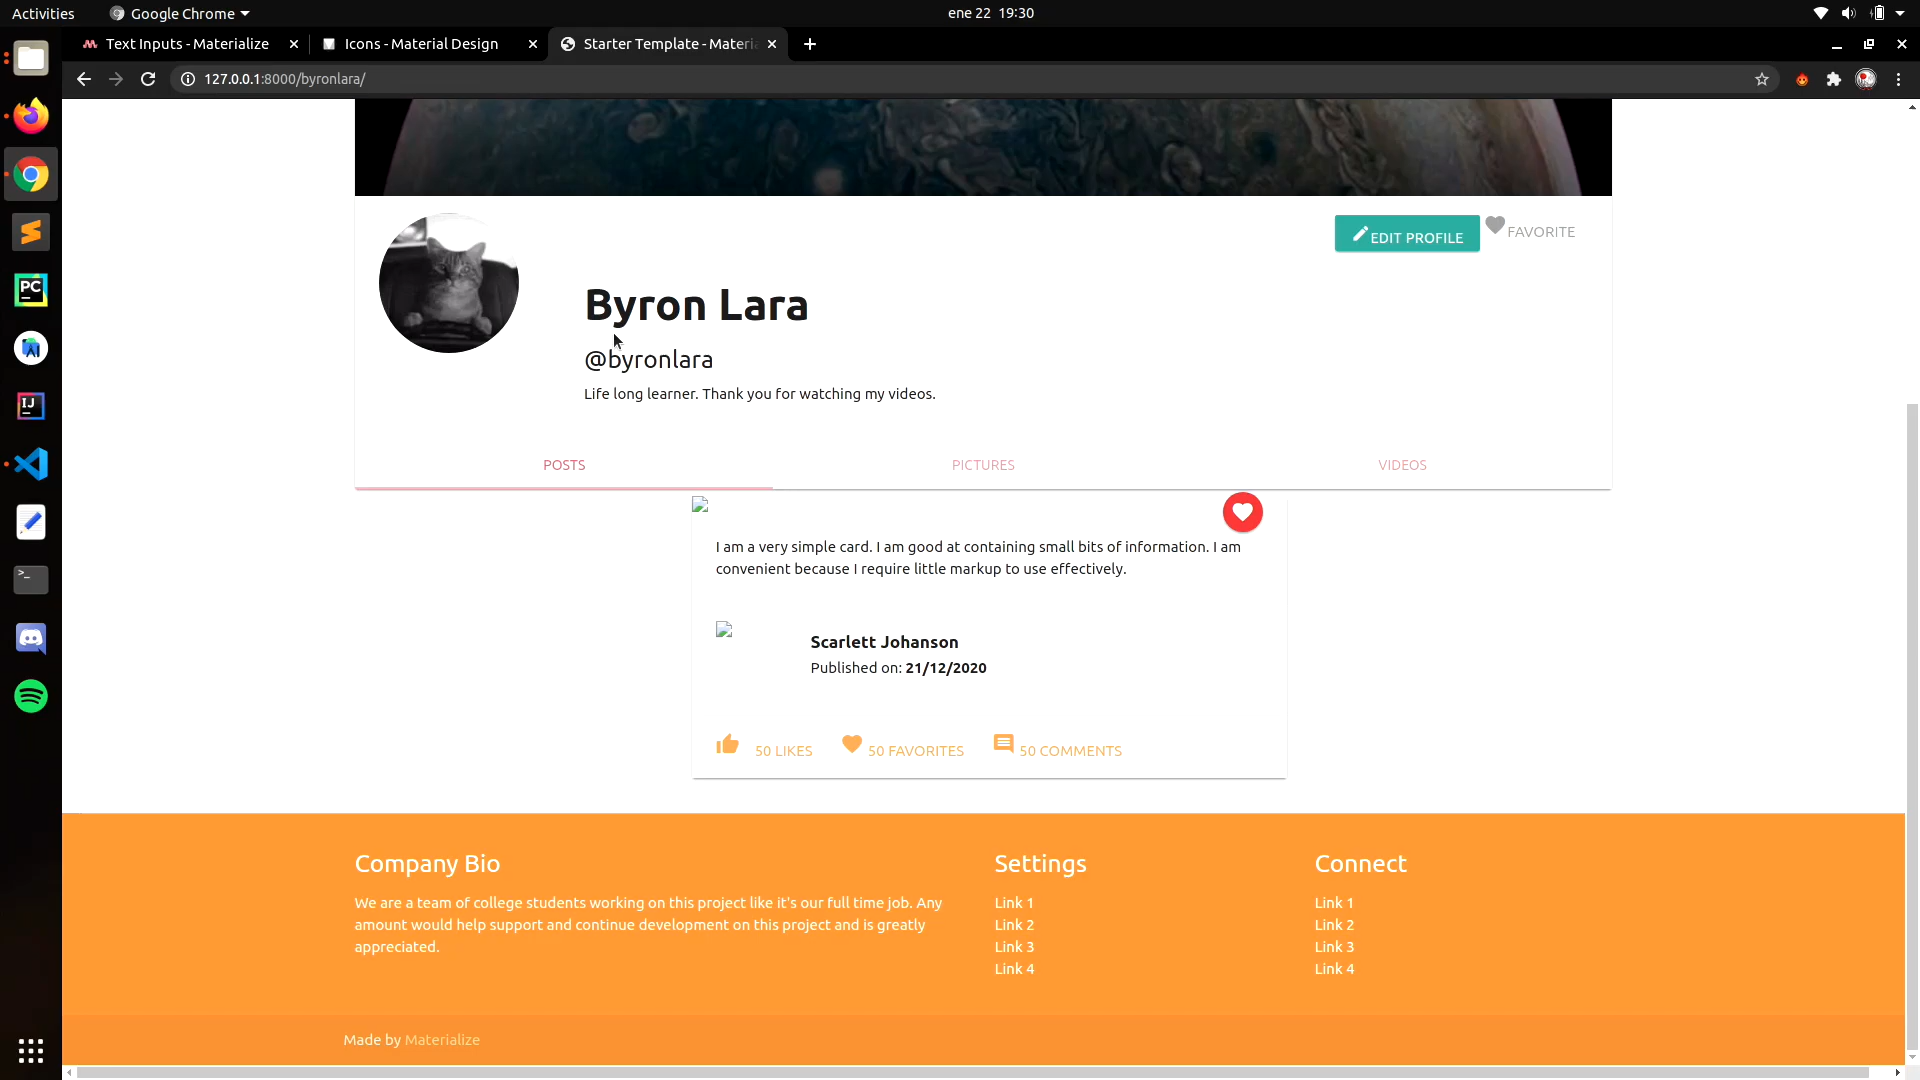 Activities
Google Chrome
ene 22 19:30
Text Inputs - Materialize
Icons - Material Design
Starter Template - Materia
127.0.0.1:8000/byronlara/
EDIT PROFILE
FAVORITE
Byron Lara
@byronlara
Life long learner. Thank you for watching my videos.
POSTS
PICTURES
VIDEOS
I am a very simple card. I am good at containing small bits of information. I am
convenient because I require little markup to use effectively.
Scarlett Johanson
Published on: 21/12/2020
50 LIKES
50 FAVORITES
50 COMMENTS
Company Bio
We are a team of college students working on this project like it's our full time job. Any
amount would help support and continue development on this project and is greatly
appreciated.
Settings
Link 1
Link 2
Link 3
Link 4
Connect
Link 1
Link 2
Link 3
Link 4
Made by Materialize
PC
IJ